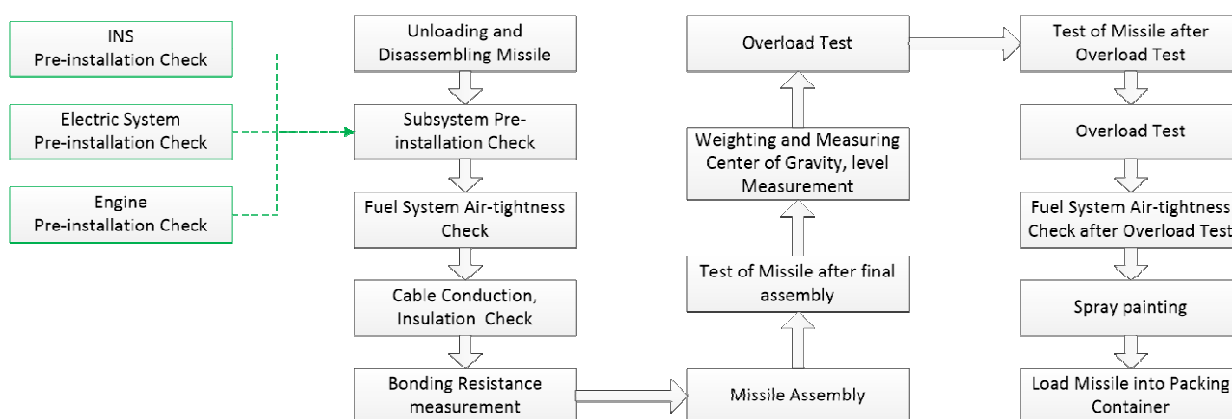 INS
Pre-installation Check
Electric System
Pre-installation Check
Engine
Pre-installation Check
Unloading and
Disassembling Missile
Subsystem Pre-
installation Check
Fuel System Air-tightness
Check
Cable Conduction,
Insulation Check
Bonding Resistance
measurement
Missile Assembly
Test of Missile after final
assembly
Weighting and Measuring
Center of Gravity, level
Measurement
Overload Test
Test of Missile after
Overload Test
Overload Test
Fuel System Air-tightness
Check after Overload Test
Spray painting
Load Missile into Packing
Container